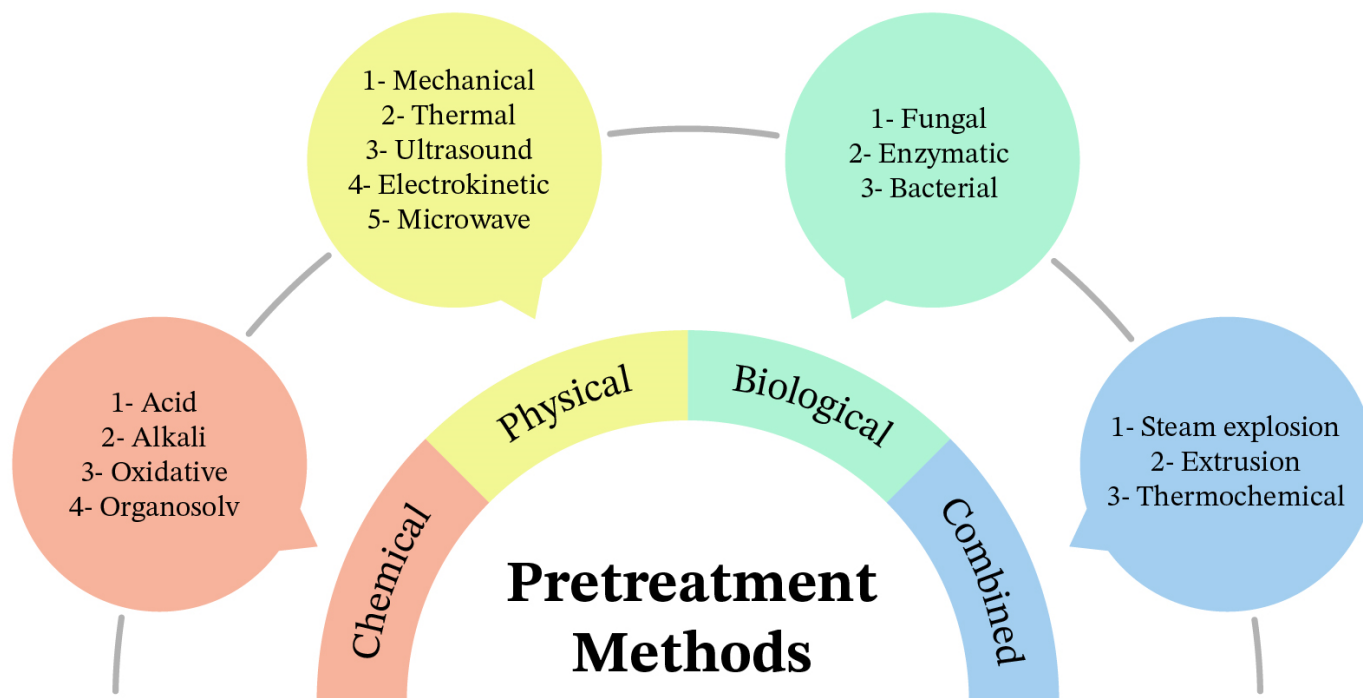 1- Mechanical
2- Thermal
3- Ultrasound
4- Electrokinetic
5- Microwave
1- Fungal
2- Enzymatic
3- Bacterial
1- Acid
2- Alkali
3- Oxidative
4- Organosolv
1- Steam explosion
2- Extrusion
3- Thermochemical
Chemical
Physical
Biological
Combined
Pretreatment
Methods